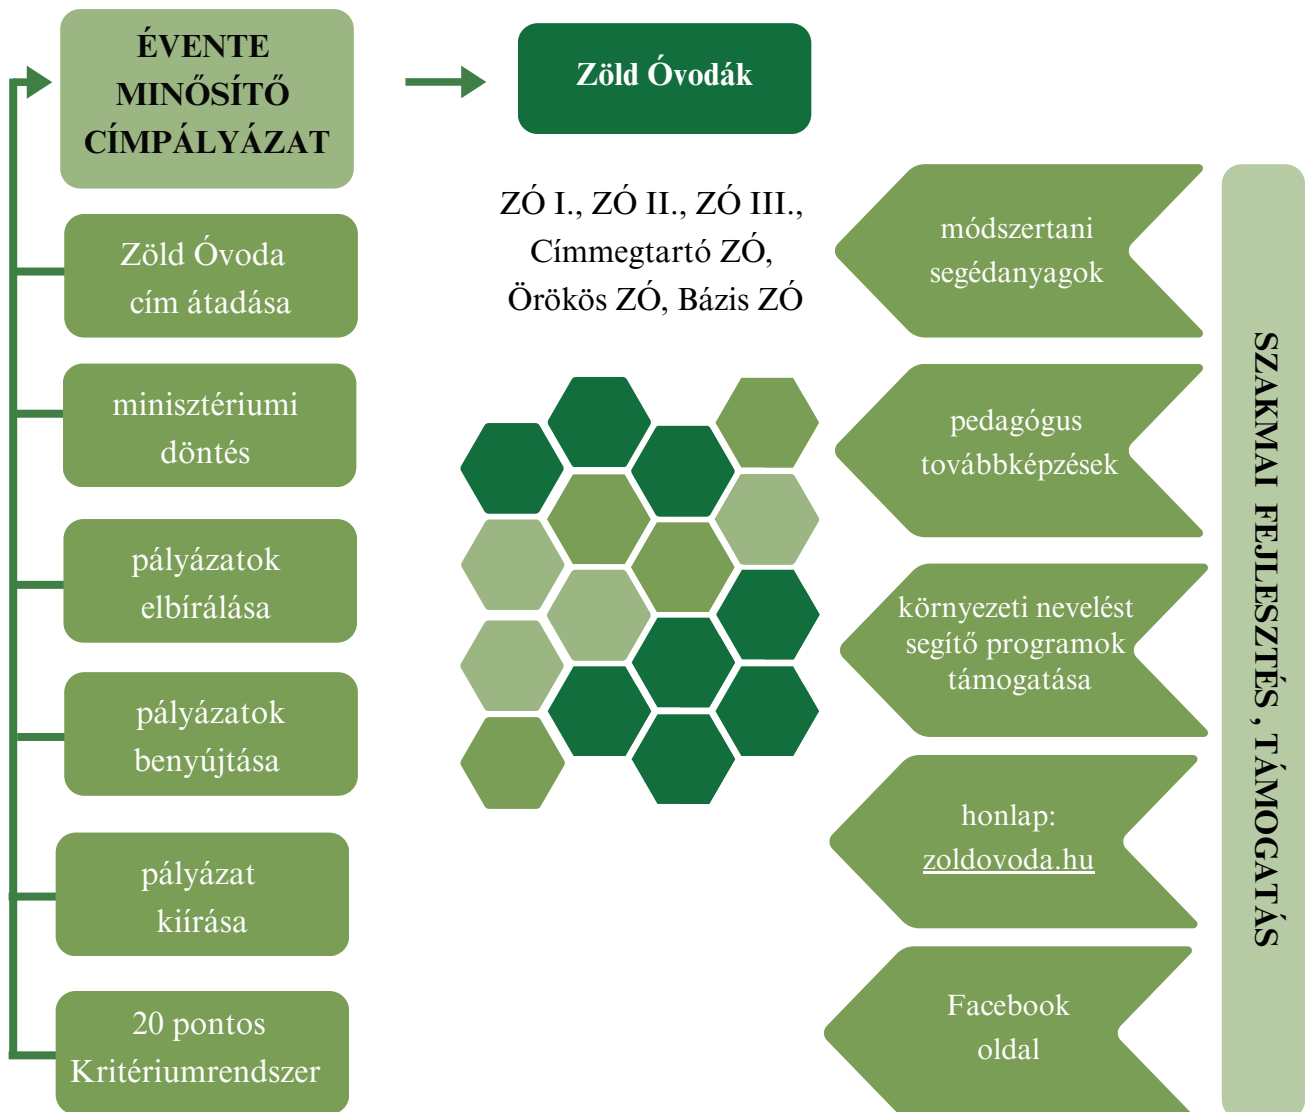 ÉVENTE
MINŐSÍTŐ
CÍMPÁLYÁZAT
Zöld Óvoda
cím átadása
minisztériumi
döntés
pályázatok
elbírálása
pályázatok
benyújtása
pályázat
kiírása
20 pontos
Kritériumrendszer
Zöld Óvodák
ZÓ I., ZÓ II., ZÓ III.,
Címmegtartó ZÓ,
Örökös ZÓ, Bázis ZÓ
módszertani
segédanyagok
pedagógus
továbbképzések
környezeti nevelést
segítő programok
támogatása
honlap:
zoldovoda.hu
Facebook
oldal
SZAKMAI FEJLESZTÉS , TÁMOGATÁS